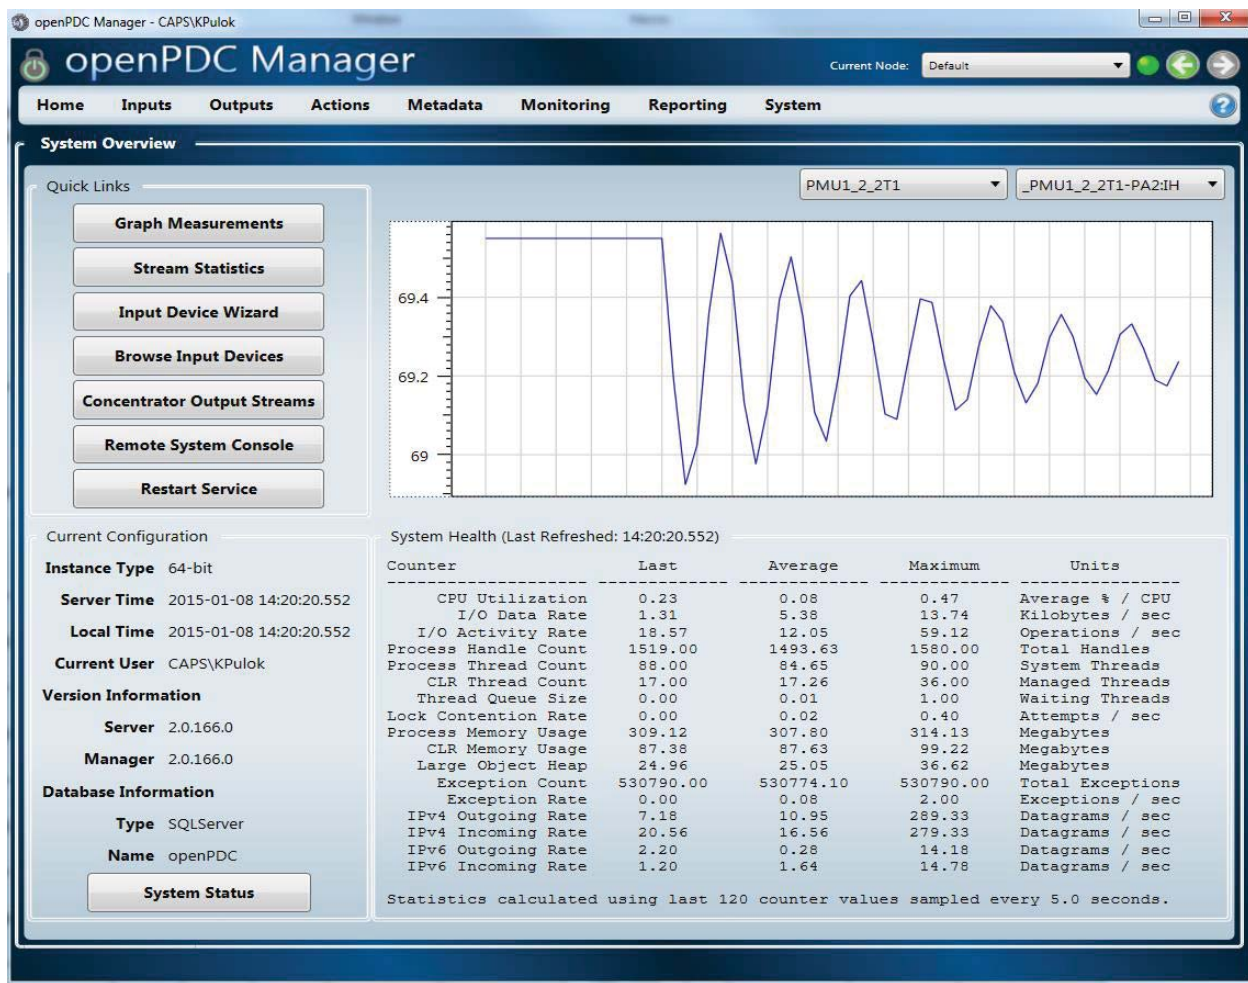 openPDC Manager - CAPS\KPulok
openPDC Manager
Current Node: Default
Home Inputs Outputs Actions Metadata Monitoring Reporting System
System Overview
Quick Links
Graph Measurements
Stream Statistics
Input Device Wizard
Browse Input Devices
Concentrator Output Streams
Remote System Console
Restart Service
PMU1_2_2T1 _PMU1_2_2T1-PA2:IH
69.4
69.2
69
Current Configuration
Instance Type 64-bit
Server Time 2015-01-08 14:20:20.552
Local Time 2015-01-08 14:20:20.552
Current User CAPS\KPulok
Version Information
Server 2.0.166.0
Manager 2.0.166.0
Database Information
Type SQLServer
Name openPDC
System Status
System Health (Last Refreshed: 14:20:20.552)
Counter Last Average Maximum Units
-------------------- ------------- ------------- ------------- ----------------
CPU Utilization 0.23 0.08 0.47 Average % / CPU
I/O Data Rate 1.31 5.38 13.74 Kilobytes / sec
I/O Activity Rate 18.57 12.05 59.12 Operations / sec
Process Handle Count 1519.00 1493.63 1580.00 Total Handles
Process Thread Count 88.00 84.65 90.00 System Threads
CLR Thread Count 17.00 17.26 36.00 Managed Threads
Thread Queue Size 0.00 0.01 1.00 Waiting Threads
Lock Contention Rate 0.00 0.02 0.40 Attempts / sec
Process Memory Usage 309.12 307.80 314.13 Megabytes
CLR Memory Usage 87.38 87.63 99.22 Megabytes
Large Object Heap 24.96 25.05 36.62 Megabytes
Exception Count 530790.00 530774.10 530790.00 Total Exceptions
Exception Rate 0.00 0.08 2.00 Exceptions / sec
IPv4 Outgoing Rate 7.18 10.95 289.33 Datagrams / sec
IPv4 Incoming Rate 20.56 16.56 279.33 Datagrams / sec
IPv6 Outgoing Rate 2.20 0.28 14.18 Datagrams / sec
IPv6 Incoming Rate 1.20 1.64 14.78 Datagrams / sec
Statistics calculated using last 120 counter values sampled every 5.0 seconds.